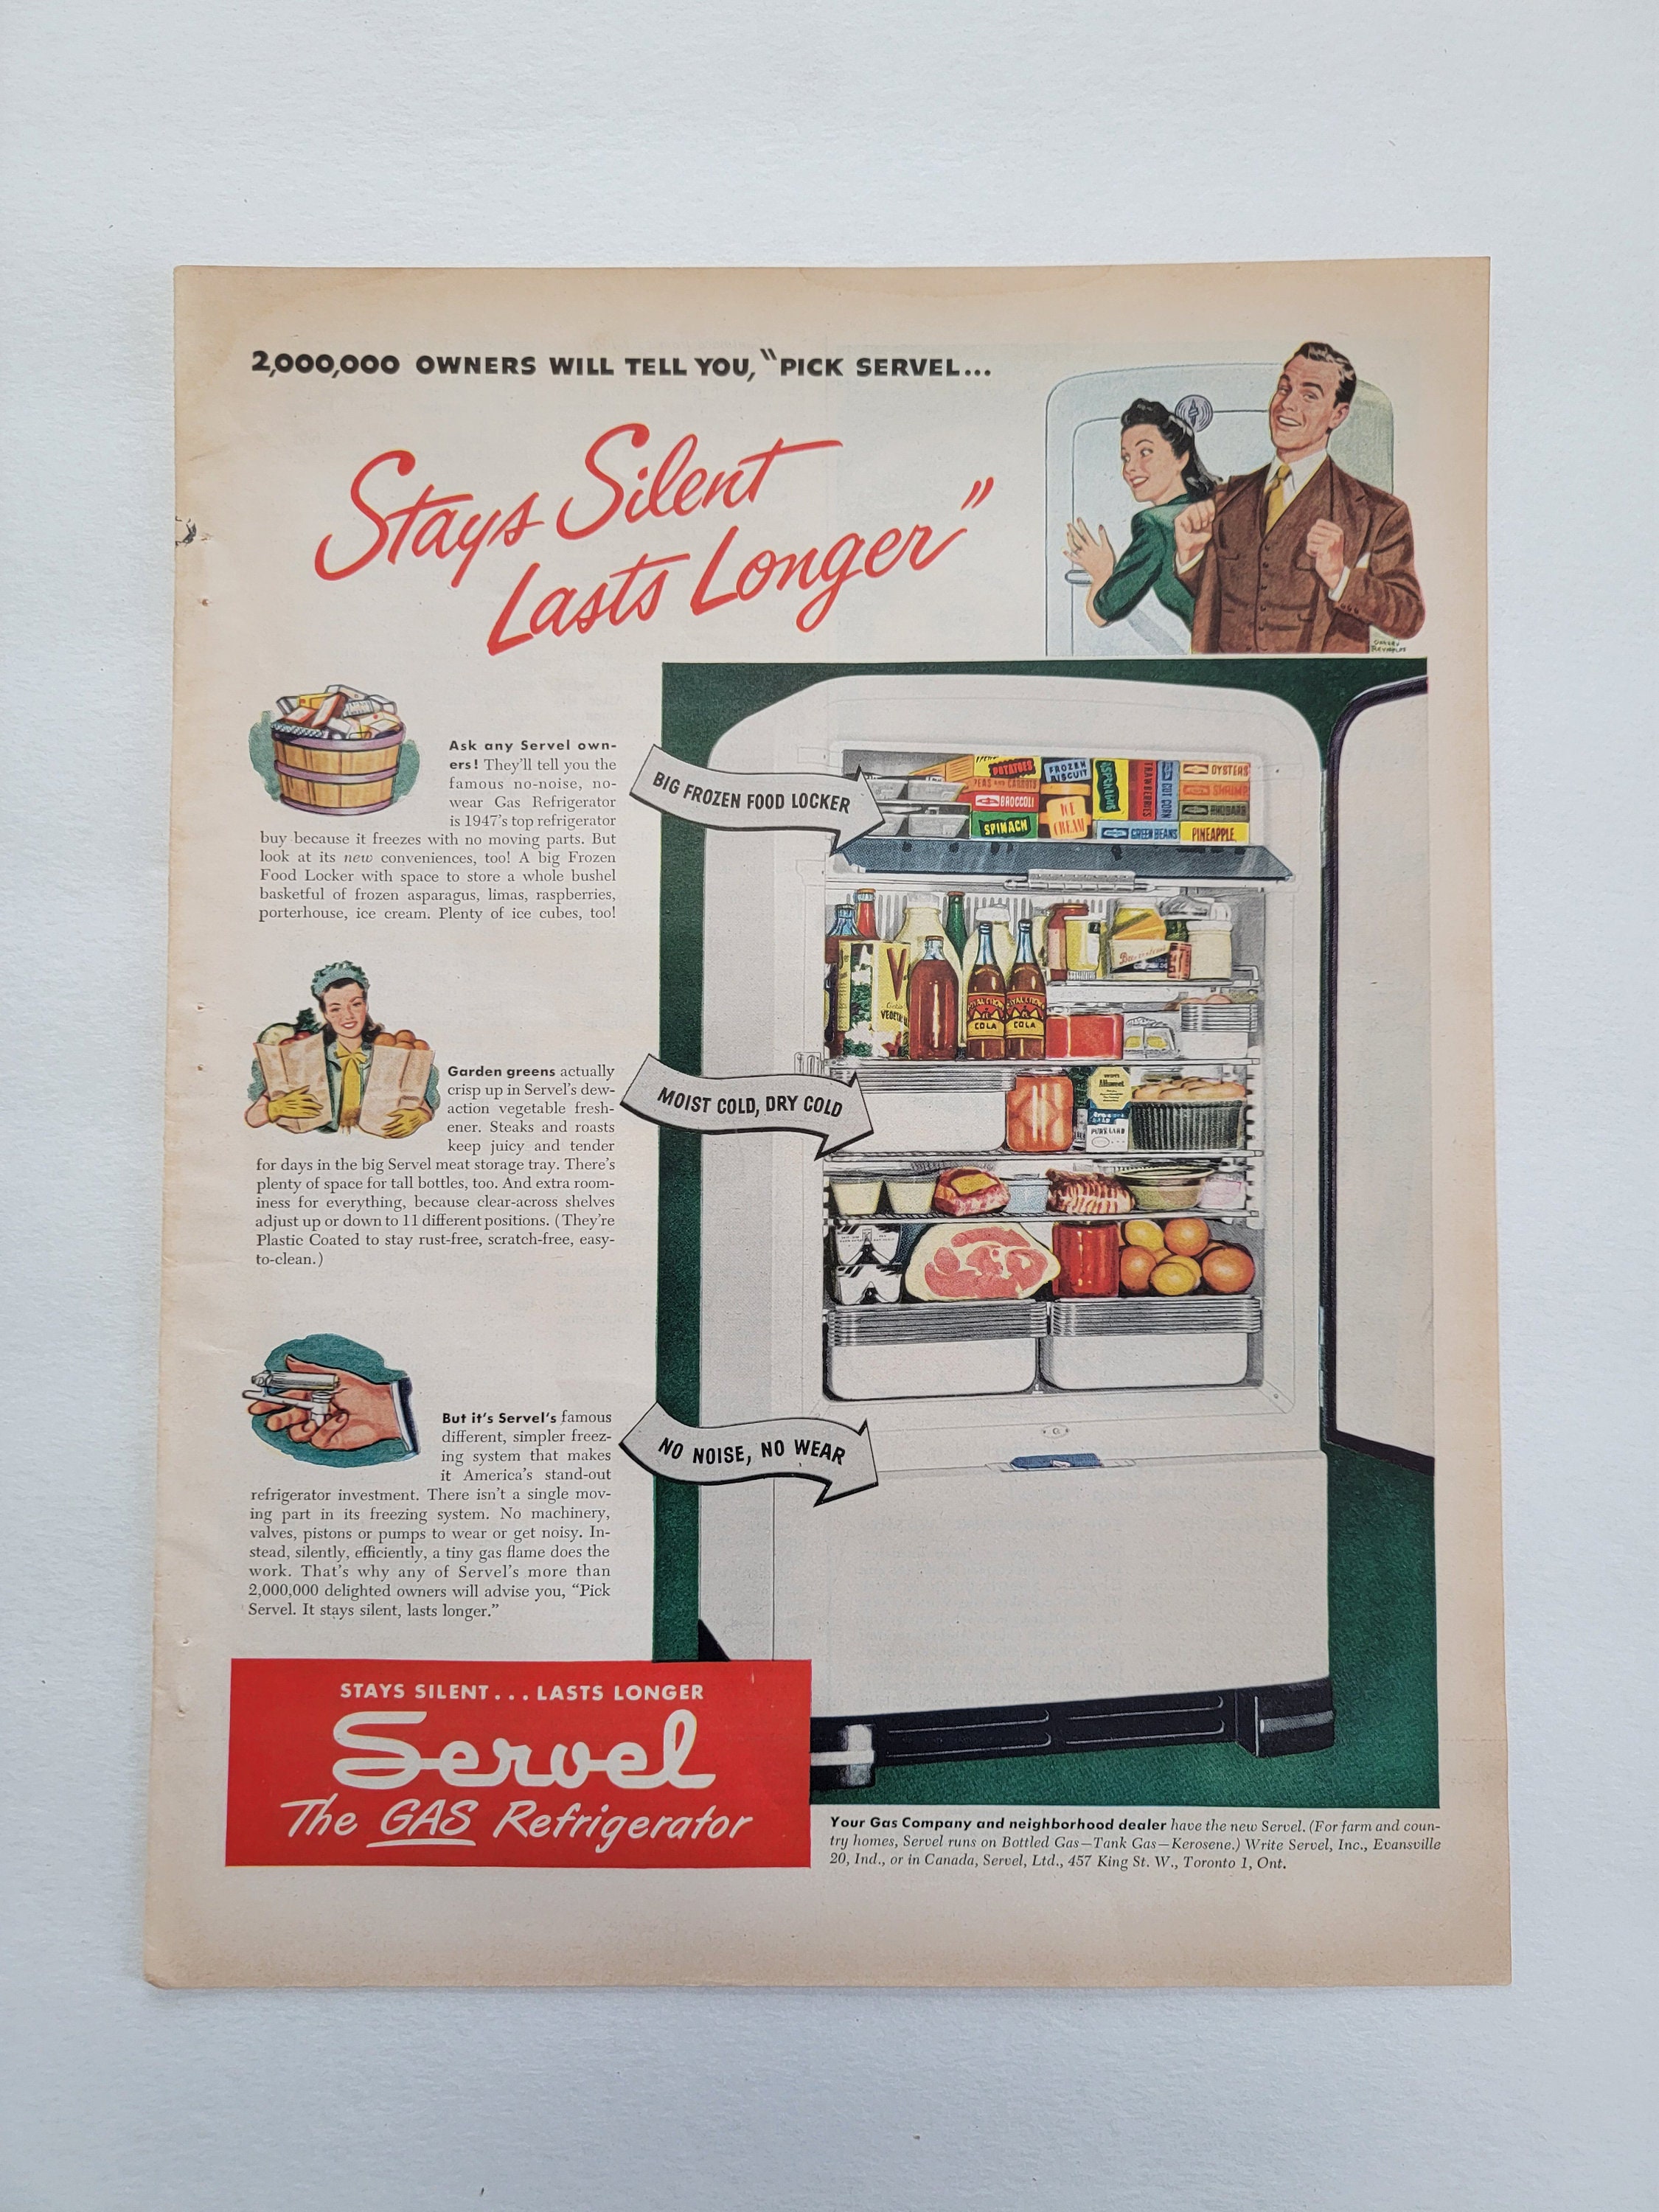 2,000,000 OWNERS WILL TELL YOU, "PICK SERVEL...
Stays Silent
Lasts Longer"
Ask any Servel own-
ers! They'll tell you the
famous no-noise, no-
wear Gas Refrigerator
is 1947's top refrigerator
buy because it freezes with no moving parts. But
look at its new conveniences, too! A big Frozen
Food Locker with space to store a whole bushel
basketful of frozen asparagus, limas, raspberries,
porterhouse, ice cream. Plenty of ice cubes, too!
BIG FROZEN FOOD LOCKER
POTATOES
FROZEN
BISCUIT
ASPARAGUS
CUT CORN
OYSTERS
PEAS AND CARROTS
SHRIMP
BROCCOLI
ICE
CREAM
RHUBARB
SPINACH
GREEN BEANS
PINEAPPLE
COLA
COLA
Garden greens actually
crisp up in Servel's dew-
action vegetable fresh-
ener. Steaks and roasts
keep juicy and tender
for days in the big Servel meat storage tray. There's
plenty of space for tall bottles, too. And extra room-
iness for everything, because clear-across shelves
adjust up or down to 11 different positions. (They're
Plastic Coated to stay rust-free, scratch-free, easy-
to-clean.)
MOIST COLD, DRY COLD
PURE LARD
But it's Servel's famous
different, simpler freez-
ing system that makes
it America's stand-out
refrigerator investment. There isn't a single mov-
ing part in its freezing system. No machinery,
valves, pistons or pumps to wear or get noisy. In-
stead, silently, efficiently, a tiny gas flame does the
work. That's why any of Servel's more than
2,000,000 delighted owners will advise you, "Pick
Servel. It stays silent, lasts longer."
NO NOISE, NO WEAR
STAYS SILENT...LASTS LONGER
Servel
The GAS Refrigerator
Your Gas Company and neighborhood dealer have the new Servel. (For farm and coun-
try homes, Servel runs on Bottled Gas—Tank Gas—Kerosene.) Write Servel, Inc., Evansville
20, Ind., or in Canada, Servel, Ltd., 457 King St. W., Toronto 1, Ont.